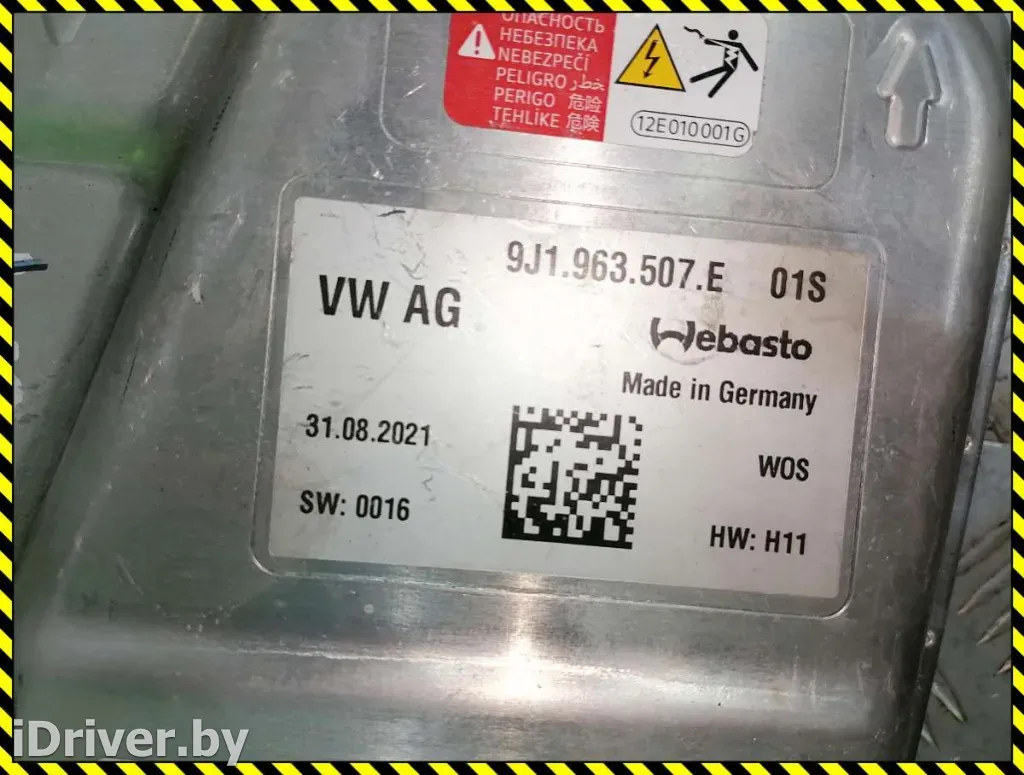 ОПАСНОСТЬ
НЕБЕЗПЕКА
NEBEZPEČÍ
PELIGRO خطر
PERIGO 危险
TEHLİKE 危険
12E010001G
9J1.963.507.E 01S
VW AG
Webasto
Made in Germany
31.08.2021
WOS
SW: 0016
HW: H11
iDriver.by